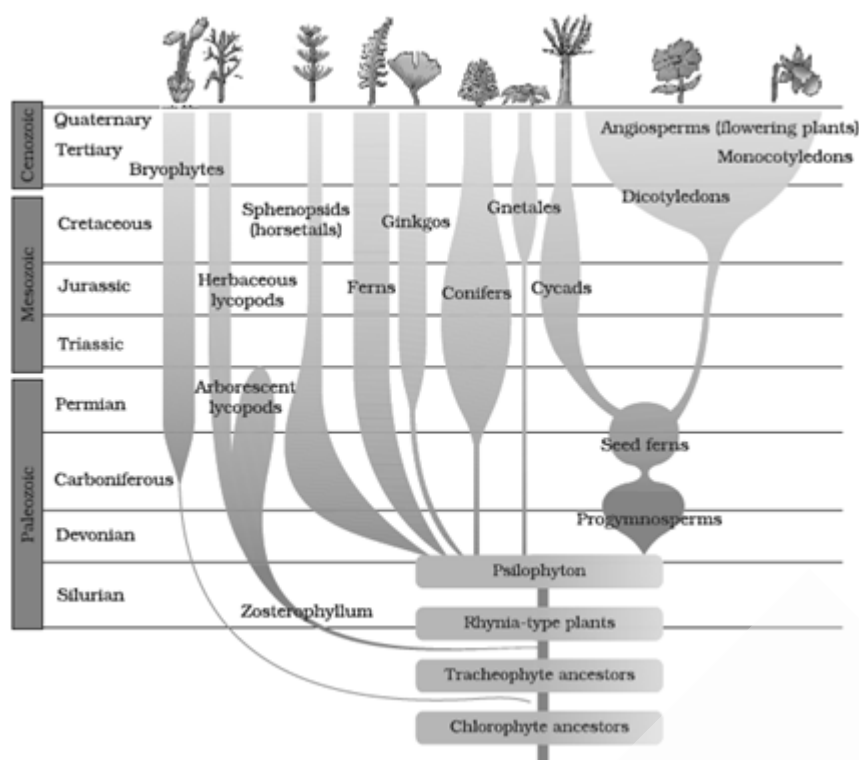 Cenozoic
Quaternary
Angiosperms (flowering plants)
Tertiary
Monocotyledons
Bryophytes
Dicotyledons
Mesozoic
Cretaceous
Sphenopsids
(horsetails)
Ginkgos
Gnetales
Jurassic
Herbaceous
lycopods
Ferns
Conifers
Cycads
Triassic
Paleozoic
Permian
Arborescent
lycopods
Seed ferns
Carboniferous
Progymnosperms
Devonian
Psilophyton
Silurian
Zosterophyllum
Rhynia-type plants
Tracheophyte ancestors
Chlorophyte ancestors